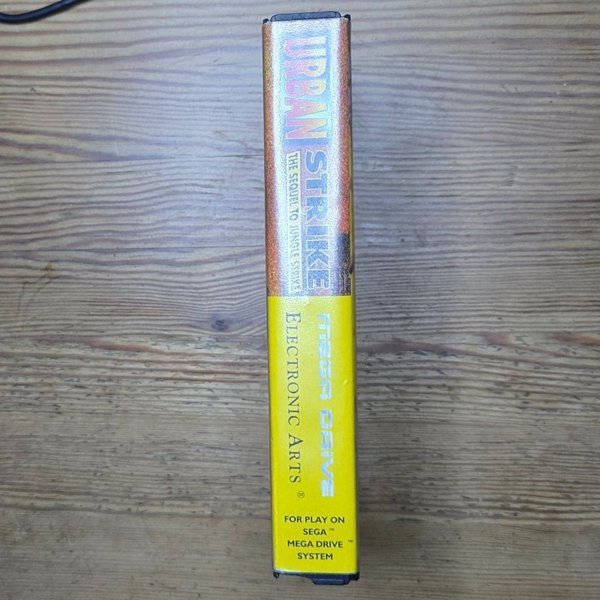 URBAN STRIKE
THE SEQUEL TO JUNGLE STRIKE
MEGA DRIVE
ELECTRONIC ARTS ®
FOR PLAY ON
SEGA™
MEGA DRIVE™
SYSTEM